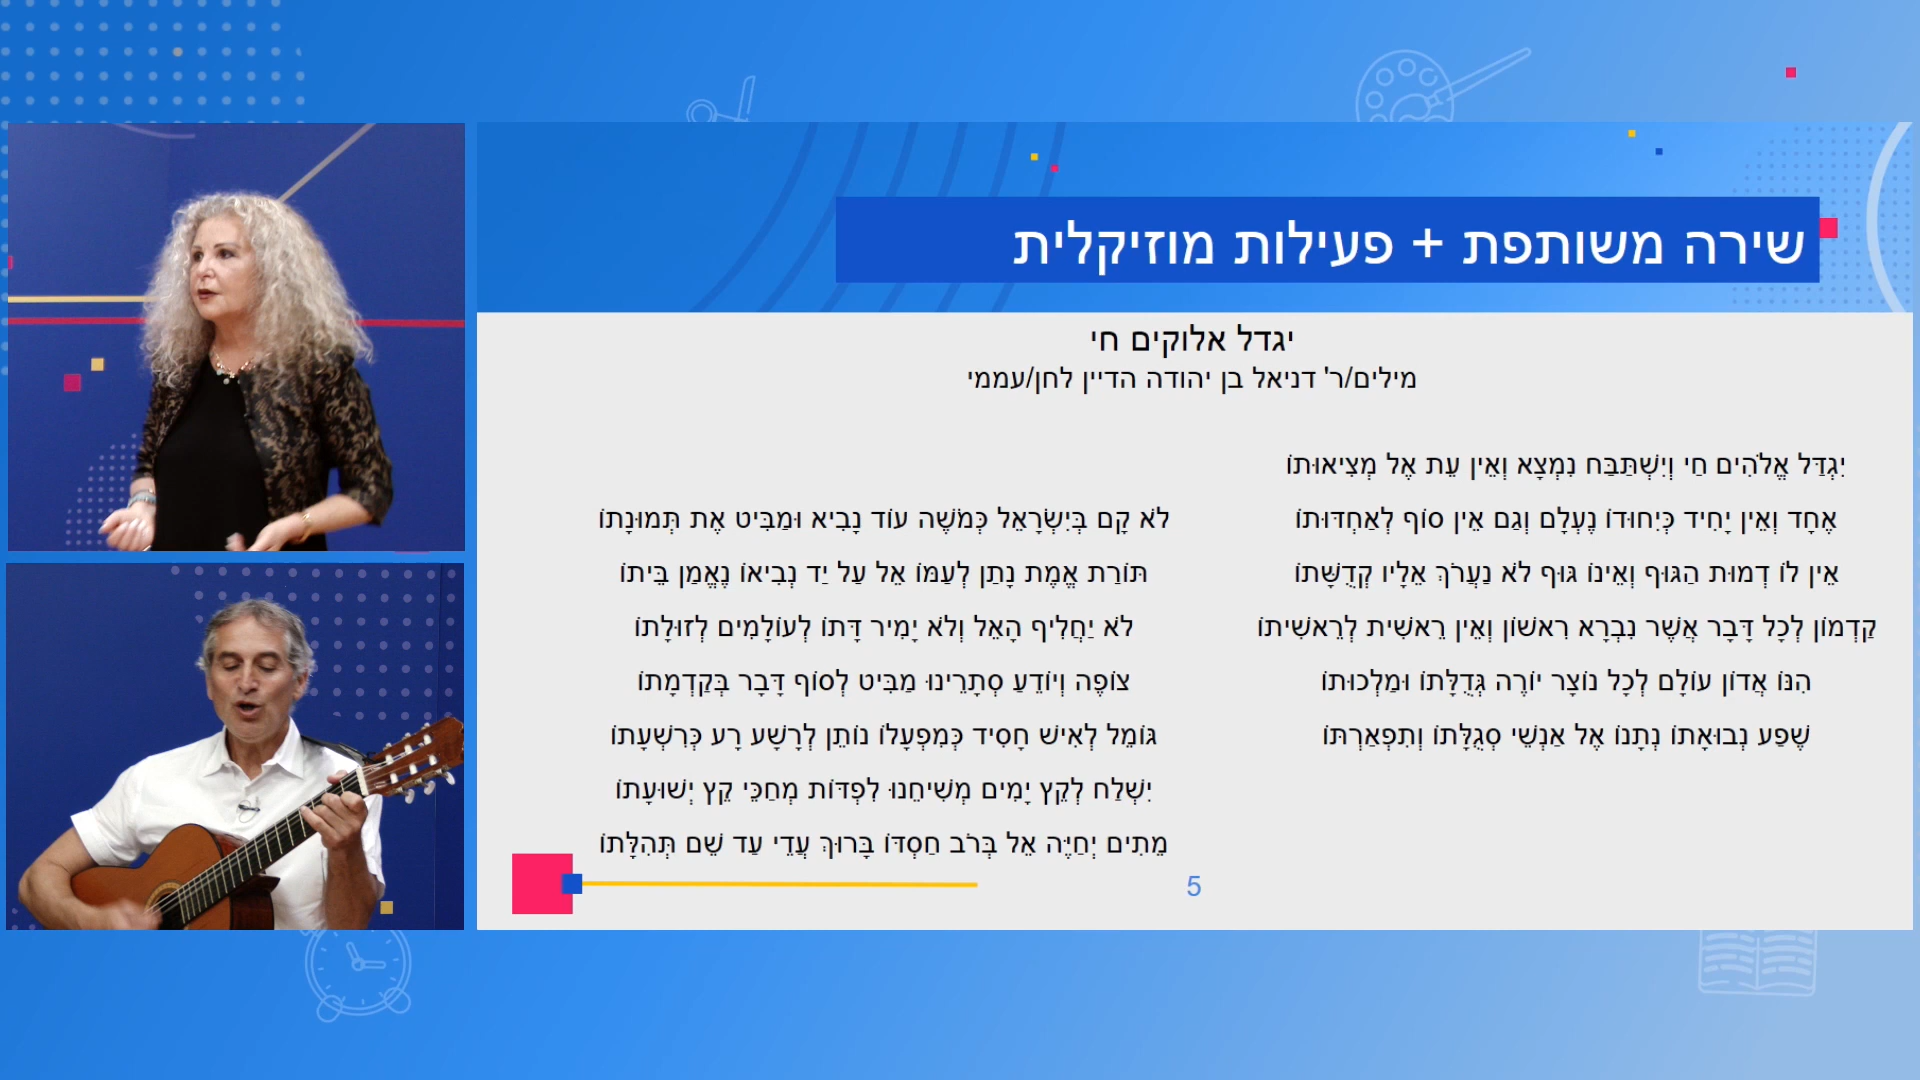 שירה משותפת + פעילות מוזיקלית
יגדל אלוקים חי
מילים/ר' דניאל בן יהודה הדיין לחן/עממי
יִגְדַּל אֱלֹהִים חַי וְיִשְׁתַּבַּח נִמְצָא וְאֵין עֵת אֶל מְצִיאוּתוֹ
אֶחָד וְאֵין יָחִיד כְּיִחוּדוֹ נֶעְלָם וְגַם אֵין סוֹף לְאַחְדּוּתוֹ
אֵין לוֹ דְמוּת הַגּוּף וְאֵינוֹ גוּף לֹא נַעֲרֹךְ אֵלָיו קְדֻשָּׁתוֹ
קַדְמוֹן לְכָל דָּבָר אֲשֶׁר נִבְרָא רִאשׁוֹן וְאֵין רֵאשִׁית לְרֵאשִׁיתוֹ
הִנּוֹ אֲדוֹן עוֹלָם לְכָל נוֹצָר יוֹרֶה גְּדֻלָּתוֹ וּמַלְכוּתוֹ
שֶׁפַע נְבוּאָתוֹ נְתָנוֹ אֶל אַנְשֵׁי סְגֻלָּתוֹ וְתִפְאַרְתּוֹ
לֹא קָם בְּיִשְׂרָאֵל כְּמֹשֶׁה עוֹד נָבִיא וּמַבִּיט אֶת תְּמוּנָתוֹ
תּוֹרַת אֱמֶת נָתַן לְעַמּוֹ אֵל עַל יַד נְבִיאוֹ נֶאֱמַן בֵּיתוֹ
לֹא יַחֲלִיף הָאֵל וְלֹא יָמִיר דָּתוֹ לְעוֹלָמִים לְזוּלָתוֹ
צוֹפֶה וְיוֹדֵעַ סְתָרֵינוּ מַבִּיט לְסוֹף דָּבָר בְּקַדְמָתוֹ
גּוֹמֵל לְאִישׁ חָסִיד כְּמִפְעָלוֹ נוֹתֵן לְרָשָׁע רָע כְּרִשְׁעָתוֹ
יִשְׁלַח לְקֵץ יָמִים מְשִׁיחֵנוּ לִפְדּוֹת מְחַכֵּי קֵץ יְשׁוּעָתוֹ
מֵתִים יְחַיֶּה אֵל בְּרֹב חַסְדּוֹ בָּרוּךְ עֲדֵי עַד שֵׁם תְּהִלָּתוֹ
5